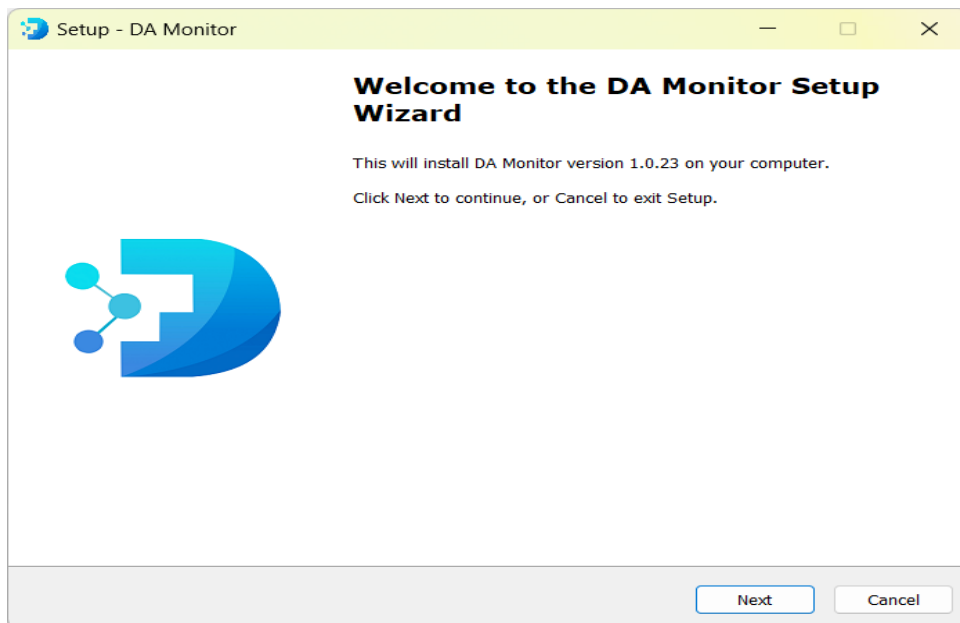 Setup - DA Monitor
Welcome to the DA Monitor Setup
Wizard
This will install DA Monitor version 1.0.23 on your computer.
Click Next to continue, or Cancel to exit Setup.
Next
Cancel